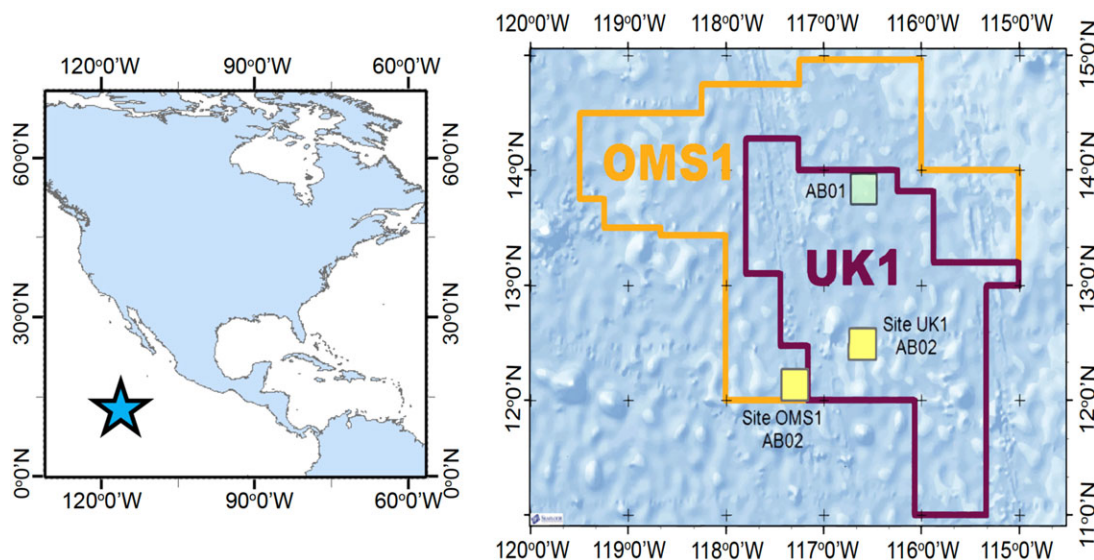 120°0'W 90°0'W 60°0'W
60°0'N 60°0'N
30°0'N 30°0'N
0°0'N 0°0'N
120°0'W 90°0'W 60°0'W
120°0'W 119°0'W 118°0'W 117°0'W 116°0'W 115°0'W
15°0'N
14°0'N 14°0'N
13°0'N 13°0'N
12°0'N 12°0'N
11°0'N 11°0'N
OMS1
AB01
UK1
Site UK1
AB02
Site OMS1
AB02
120°0'W 119°0'W 118°0'W 117°0'W 116°0'W 115°0'W